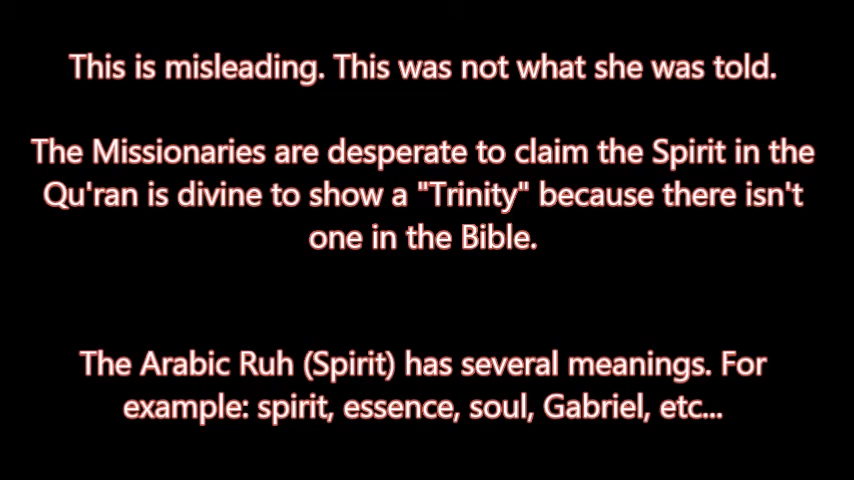 This is misleading. This was not what she was told.
The Missionaries are desperate to claim the Spirit in the
Qu'ran is divine to show a "Trinity" because there isn't
one in the Bible.
The Arabic Ruh (Spirit) has several meanings. For
example: spirit, essence, soul, Gabriel, etc...